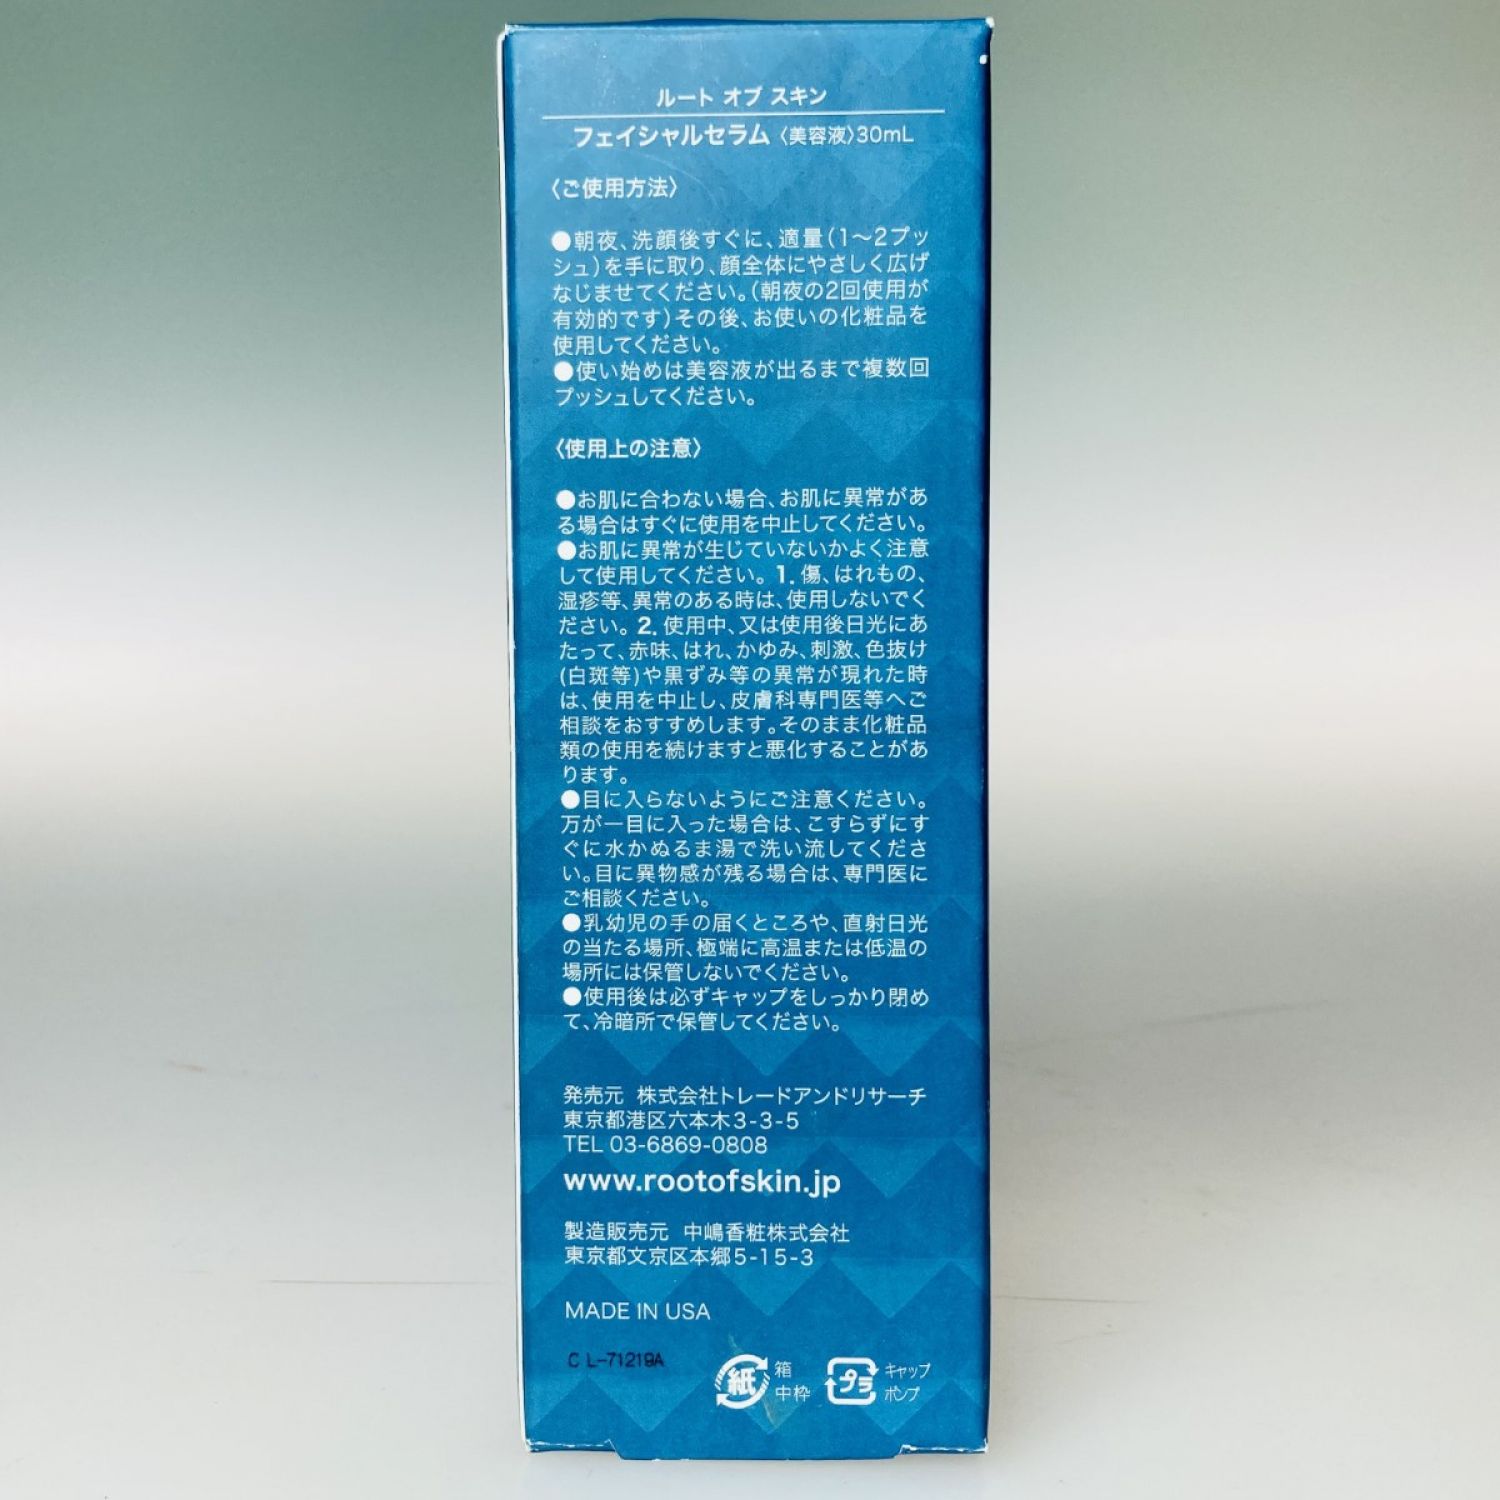 ルート オブ スキン
フェイシャルセラム〈美容液〉30mL
〈ご使用方法〉
●朝夜、洗顔後すぐに、適量(1〜2プッ
シュ)を手に取り、顔全体にやさしく広げ
なじませてください。(朝夜の2回使用が
有効的です)その後、お使いの化粧品を
使用してください。
●使い始めは美容液が出るまで複数回
プッシュしてください。
〈使用上の注意〉
●お肌に合わない場合、お肌に異常があ
る場合はすぐに使用を中止してください。
●お肌に異常が生じていないかよく注意
して使用してください。1. 傷、はれもの、
湿疹等、異常のある時は、使用しないでく
ださい。2. 使用中、又は使用後日光にあ
たって、赤味、はれ、かゆみ、刺激、色抜け
(白斑等)や黒ずみ等の異常が現れた時
は、使用を中止し、皮膚科専門医等へご
相談をおすすめします。そのまま化粧品
類の使用を続けますと悪化することがあ
ります。
●目に入らないようにご注意ください。
万が一目に入った場合は、こすらずにす
ぐに水かぬるま湯で洗い流してくださ
い。目に異物感が残る場合は、専門医に
ご相談ください。
●乳幼児の手の届くところや、直射日光
の当たる場所、極端に高温または低温の
場所には保管しないでください。
●使用後は必ずキャップをしっかり閉め
て、冷暗所で保管してください。
発売元 株式会社トレードアンドリサーチ
東京都港区六本木3-3-5
TEL 03-6869-0808
www.rootofskin.jp
製造販売元 中嶋香粧株式会社
東京都文京区本郷5-15-3
MADE IN USA
C L-71219A
紙 箱
中枠
プラ キャップ
ポンプ